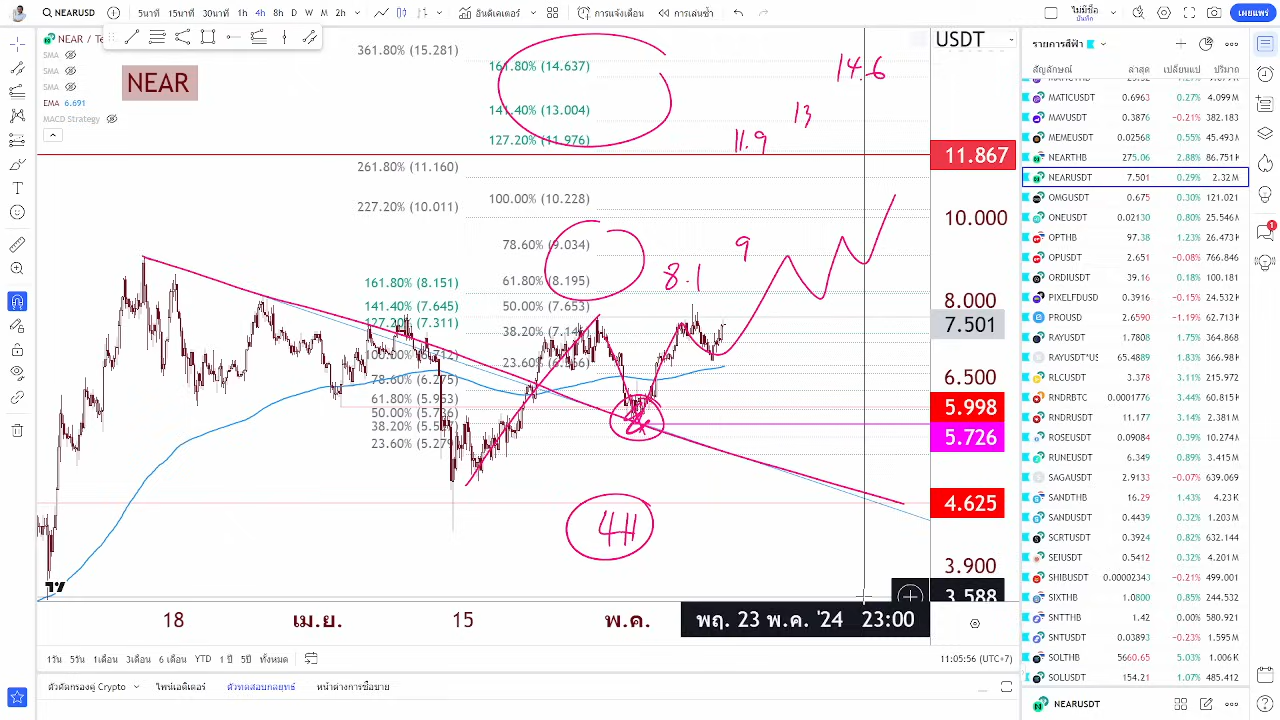 NEARUSD
5นาที 15นาที 30นาที 1h 4h 8h D W M 2h
อินดิเคเตอร์
การแจ้งเตือน
การเล่นซ้ำ
ไม่มีชื่อ
บันทึก
เผยแพร่
NEAR / Te
SMA
SMA
SMA
EMA 6.691
MACD Strategy
NEAR
361.80% (15.281)
161.80% (14.637)
141.40% (13.004)
127.20% (11.976)
261.80% (11.160)
100.00% (10.228)
227.20% (10.011)
78.60% (9.034)
61.80% (8.195)
161.80% (8.151)
50.00% (7.653)
141.40% (7.645)
127.20% (7.311)
38.20% (7.14
23.60% (6.
78.60% (6.275)
61.80% (5.953)
23.60% (5.279
14.6
13
11.9
9
8.1
4H
USDT
11.867
10.000
8.000
7.501
6.500
5.998
5.726
4.625
3.900
3.588
18 เม.ย. 15 พ.ค.
พฤ. 23 พ.ค. '24 23:00
1วัน 5วัน 1เดือน 3เดือน 6 เดือน YTD 1 ปี 5ปี ทั้งหมด
11:05:56 (UTC+7)
ตัวคัดกรองคู่ Crypto
ไพน์เอดิเตอร์
ตัวทดสอบกลยุทธ์
หน้าต่างการซื้อขาย
รายการสีฟ้า
สัญลักษณ์ ล่าสุด เปลี่ยนแป ปริมาณ
MATICUSDT 0.6963 0.27% 4.099M
MAVUSDT 0.3876 −0.21% 382.183
MEMEUSDT 0.02568 0.55% 45.493M
NEARTHB 275.06 2.88% 86.751K
NEARUSDT 7.501 0.29% 2.32M
OMGUSDT 0.675 0.30% 121.021
ONEUSDT 0.02130 0.80% 25.546M
OPTHB 97.38 1.23% 26.473K
OPUSDT 2.651 −0.08% 766.846
ORDIUSDT 39.16 0.18% 100.181
PIXELFDUSD 0.3916 −0.15% 24.532K
PROUSD 2.6690 −1.19% 62.713K
RAYUSDT 1.7808 1.75% 364.868
RAYUSDT*US 65.4889 1.83% 366.98K
RLCUSDT 3.378 3.11% 215.972
RNDRBTC 0.0001776 3.44% 60.815K
RNDRUSDT 11.177 3.14% 2.381M
ROSEUSDT 0.09084 0.39% 10.274M
RUNEUSDT 6.349 0.89% 3.415M
SAGAUSDT 2.9133 −0.07% 639.069
SANDTHB 16.29 1.43% 4.23K
SANDUSDT 0.4439 0.32% 1.203M
SCRTUSDT 0.3924 0.82% 632.144
SEIUSDT 0.5412 0.32% 4.201M
SHIBUSDT 0.00002343 −0.21% 499.001
SIXTHB 1.0800 0.85% 244.532
SNTTHB 1.42 0.00% 580.921
SNTUSDT 0.03893 −0.23% 1.595M
SOLTHB 5660.65 5.03% 1.006K
SOLUSDT 154.21 1.07% 485.412
NEARUSDT
1